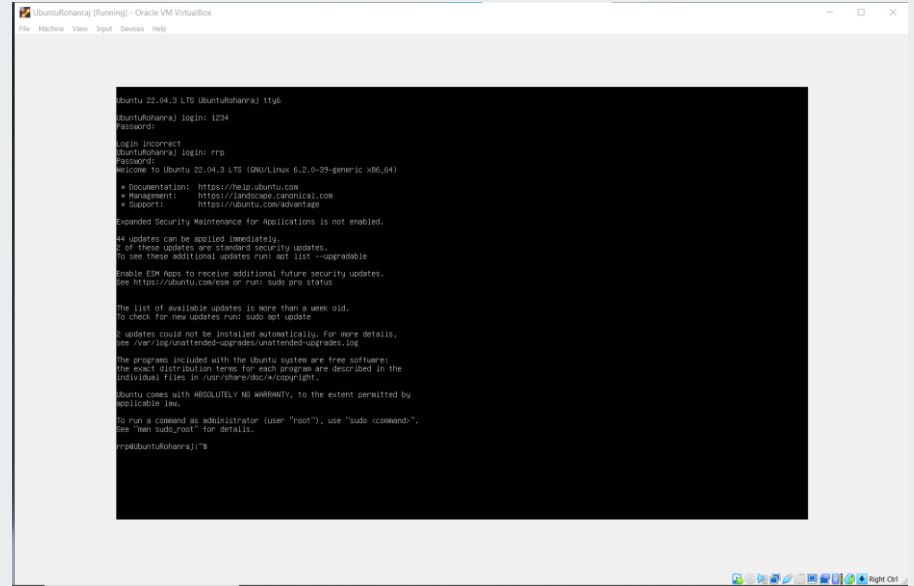 UbuntuRohanraj [Running] - Oracle VM VirtualBox
File Machine View Input Devices Help
Ubuntu 22.04.3 LTS UbuntuRohanraj tty6
UbuntuRohanraj login: 1234
Password:
Login incorrect
UbuntuRohanraj login: rrp
Password:
Welcome to Ubuntu 22.04.3 LTS (GNU/Linux 6.2.0-39-generic x86_64)
* Documentation: https://help.ubuntu.com
* Management: https://landscape.canonical.com
* Support: https://ubuntu.com/advantage
Expanded Security Maintenance for Applications is not enabled.
44 updates can be applied immediately.
2 of these updates are standard security updates.
To see these additional updates run: apt list --upgradable
Enable ESM Apps to receive additional future security updates.
See https://ubuntu.com/esm or run: sudo pro status
The list of available updates is more than a week old.
To check for new updates run: sudo apt update
2 updates could not be installed automatically. For more details,
see /var/log/unattended-upgrades/unattended-upgrades.log
The programs included with the Ubuntu system are free software;
the exact distribution terms for each program are described in the
individual files in /usr/share/doc/*/copyright.
Ubuntu comes with ABSOLUTELY NO WARRANTY, to the extent permitted by
applicable law.
To run a command as administrator (user "root"), use "sudo <command>".
See "man sudo_root" for details.
rrp@UbuntuRohanraj:~$
Right Ctrl